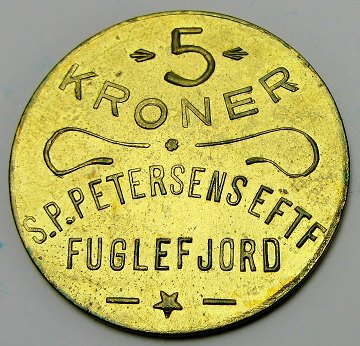 5
KRONER
S.P.PETERSENS EFTF
FUGLEFJORD